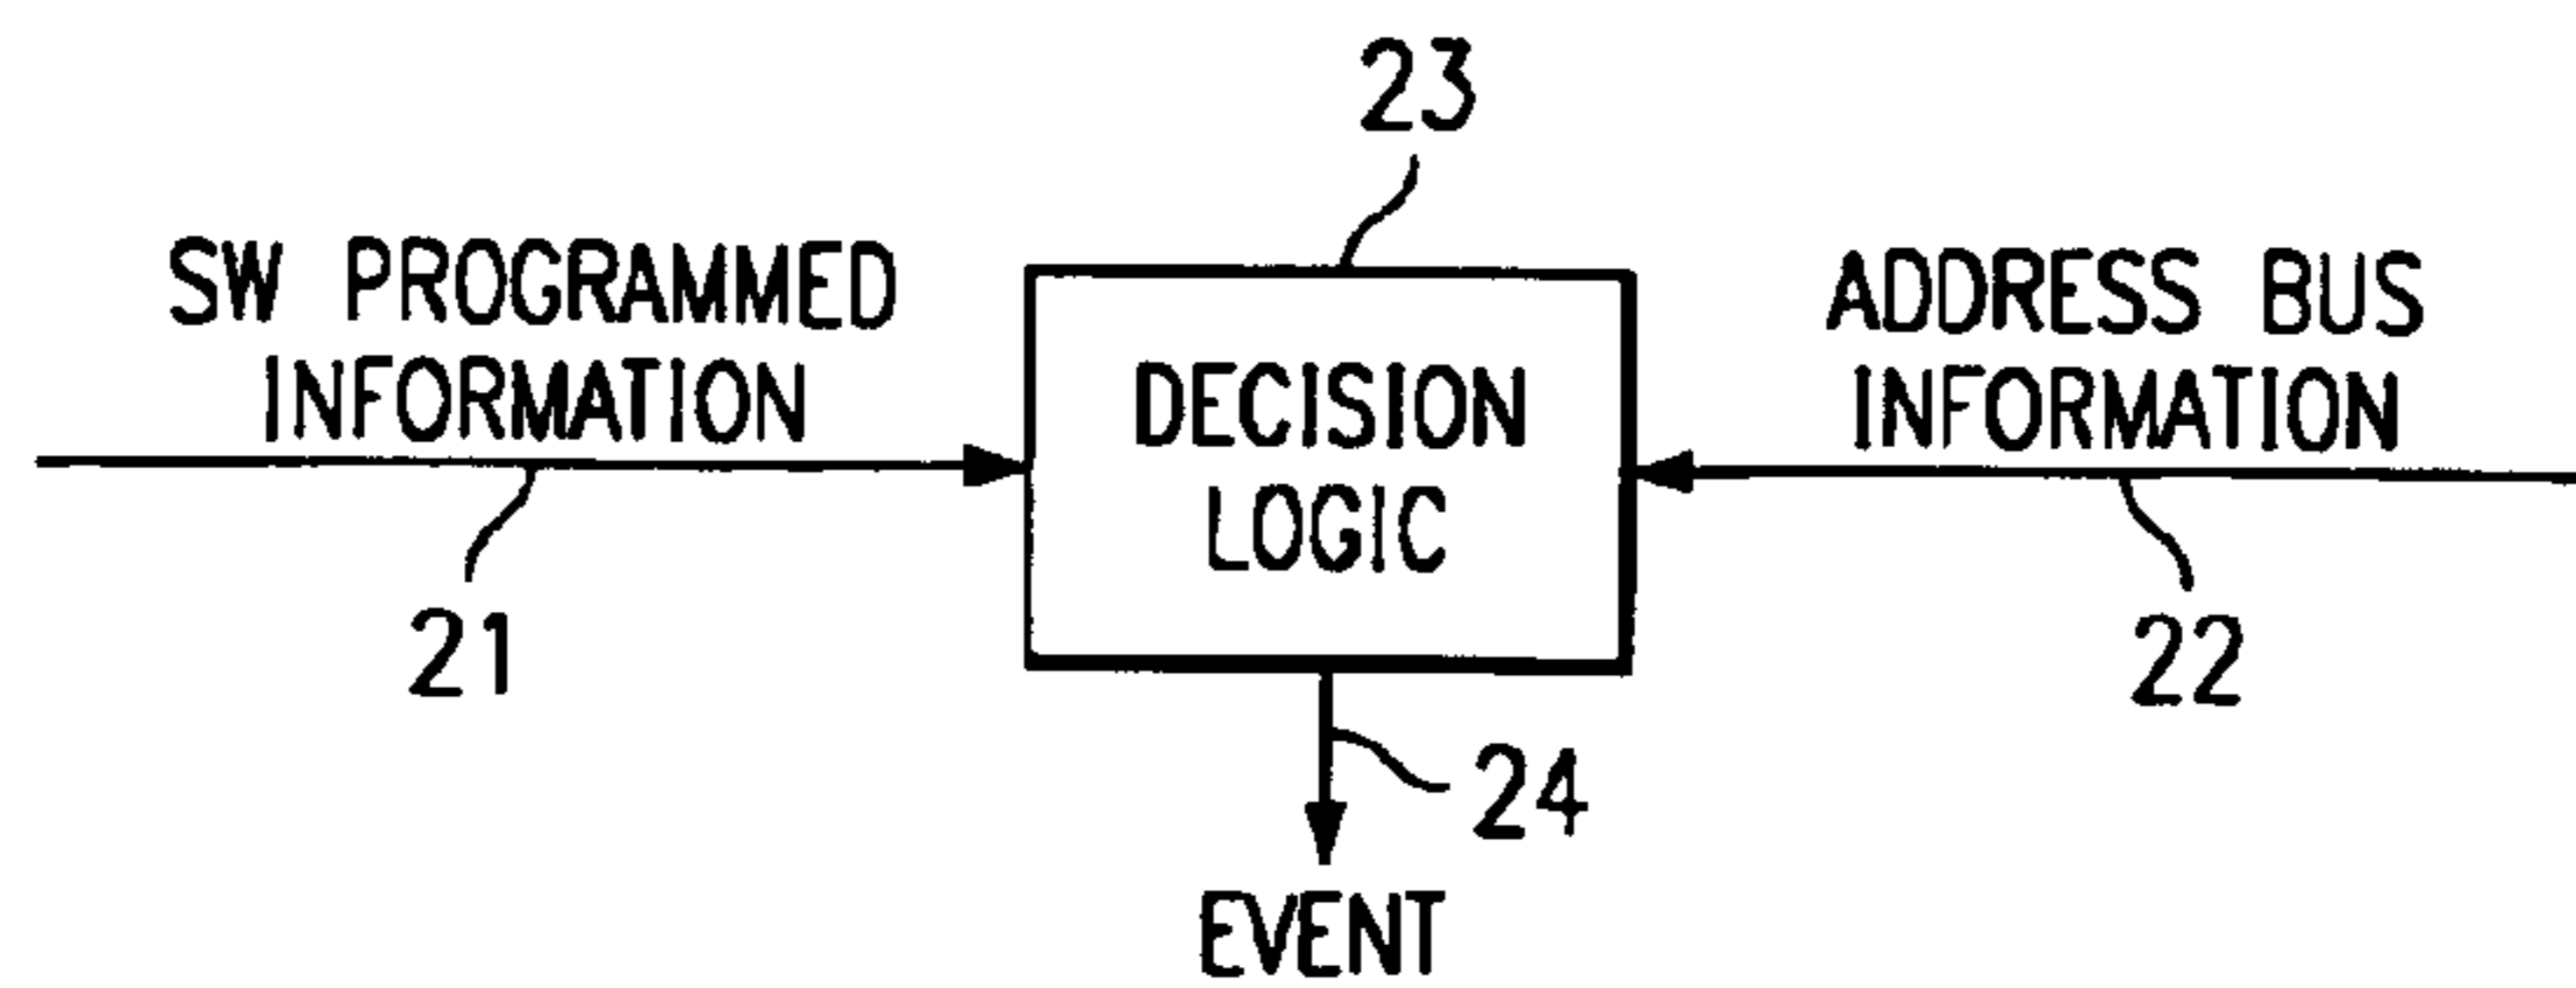 23
SW PROGRAMMED
INFORMATION
ADDRESS BUS
INFORMATION
DECISION
LOGIC
21
22
24
EVENT